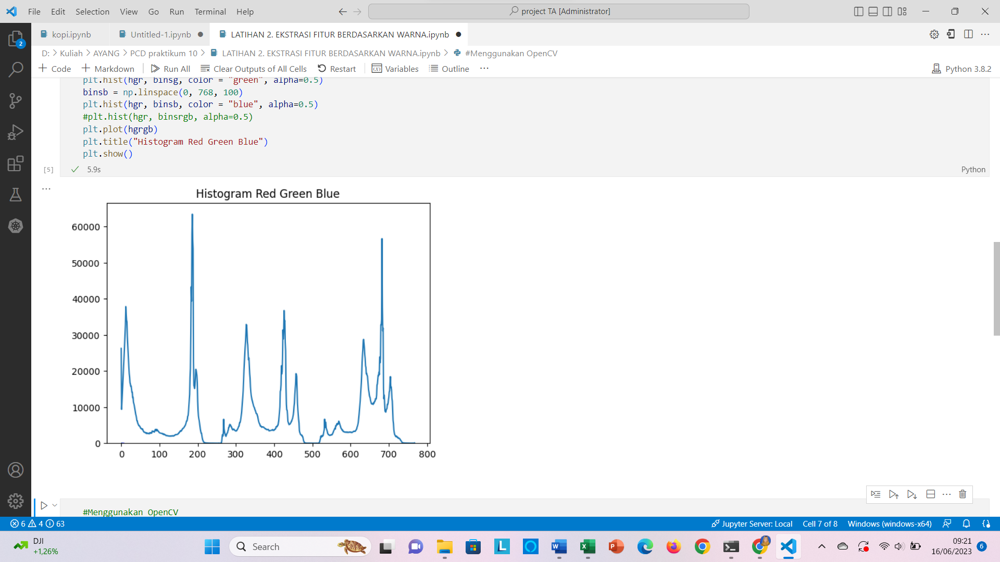 File Edit Selection View Go Run Terminal Help
project TA [Administrator]
2
kopi.ipynb
Untitled-1.ipynb
LATIHAN 2. EKSTRASI FITUR BERDASARKAN WARNA.ipynb
D: > Kuliah > AYANG > PCD praktikum 10 > LATIHAN 2. EKSTRASI FITUR BERDASARKAN WARNA.ipynb > #Menggunakan OpenCV
+ Code + Markdown Run All Clear Outputs of All Cells Restart Variables Outline ...
Python 3.8.2
plt.hist(hgr, binsg, color = "green", alpha=0.5)
binsb = np.linspace(0, 768, 100)
plt.hist(hgr, binsb, color = "blue", alpha=0.5)
#plt.hist(hgr, binsrgb, alpha=0.5)
plt.plot(hgrgb)
plt.title("Histogram Red Green Blue")
plt.show()
[5]
5.9s
Python
Histogram Red Green Blue
60000
50000
40000
30000
20000
10000
0
0 100 200 300 400 500 600 700 800
#Menggunakan OpenCV
6 4 63
Jupyter Server: Local Cell 7 of 8 Windows (windows-x64)
DJI
+1,26%
Search
09:21
16/06/2023
6